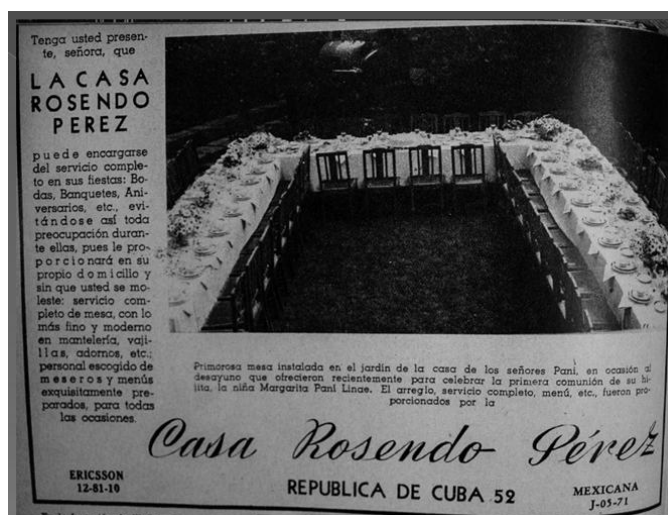 Tenga usted presen-
te, señora, que
LA CASA
ROSENDO
PEREZ
puede encargarse
del servicio comple-
to en sus fiestas: Bo-
das, Banquetes, Ani-
versarios, etc., evi-
tándose así toda
preocupación duran-
te ellas, pues le pro-
porcionará en su
propio domicilio y
sin que usted se mo-
leste: servicio com-
pleto de mesa, con lo
más fino y moderno
en mantelería, vaji-
llas, adornos, etc.;
personal escogido de
meseros y menús
exquisitamente pre-
parados, para todas
las ocasiones.
Primorosa mesa instalada en el jardín de la casa de los señores Pani, en ocasión al
desayuno que ofrecieron recientemente para celebrar la primera comunión de su hi-
jita, la niña Margarita Pani Linae. El arreglo, servicio completo, menú, etc., fueron pro-
porcionados por la
Casa Rosendo Pérez
ERICSSON
12-81-10
REPUBLICA DE CUBA 52
MEXICANA
J-05-71